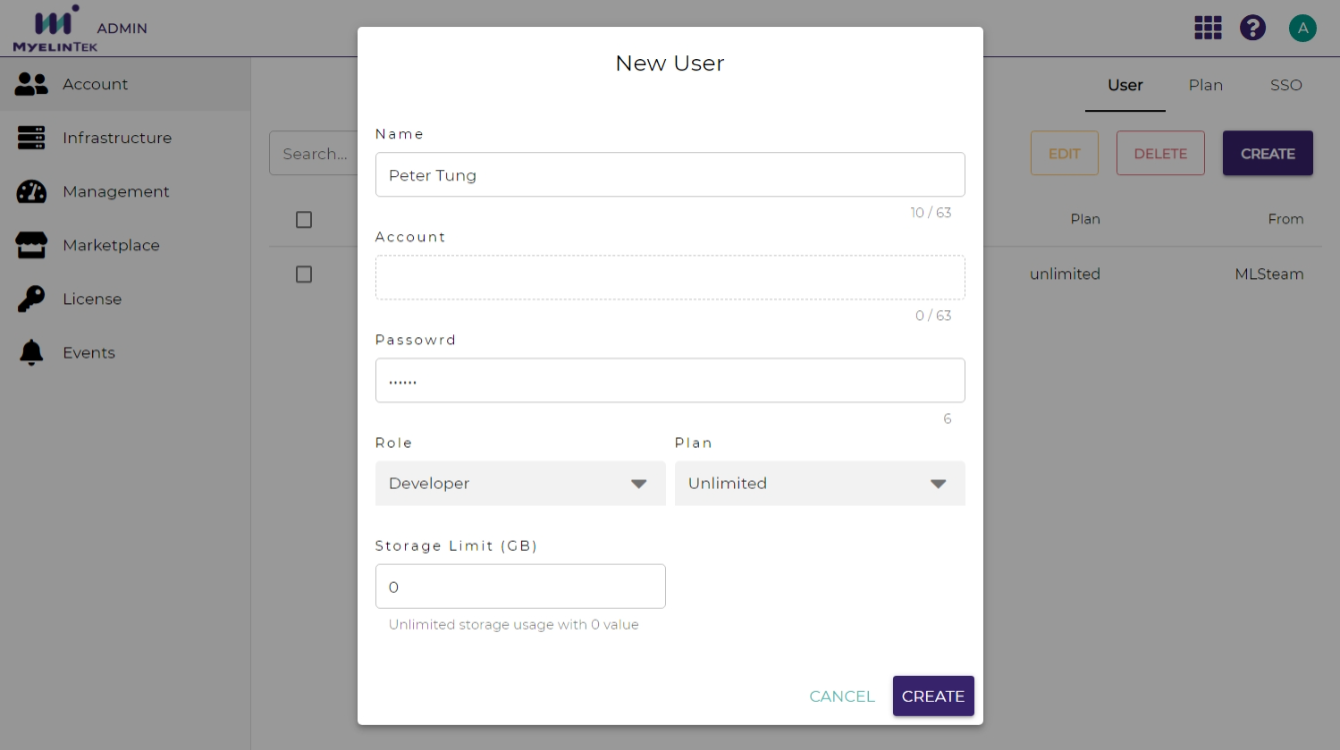 ADMIN
MYELINTEK
A
Account
Infrastructure
Management
Marketplace
License
Events
User Plan SSO
Search...
EDIT DELETE CREATE
Plan From
unlimited MLSteam
New User
Name
Peter Tung
10 / 63
Account
0 / 63
Passowrd
······
6
Role Plan
Developer Unlimited
Storage Limit (GB)
0
Unlimited storage usage with 0 value
CANCEL CREATE